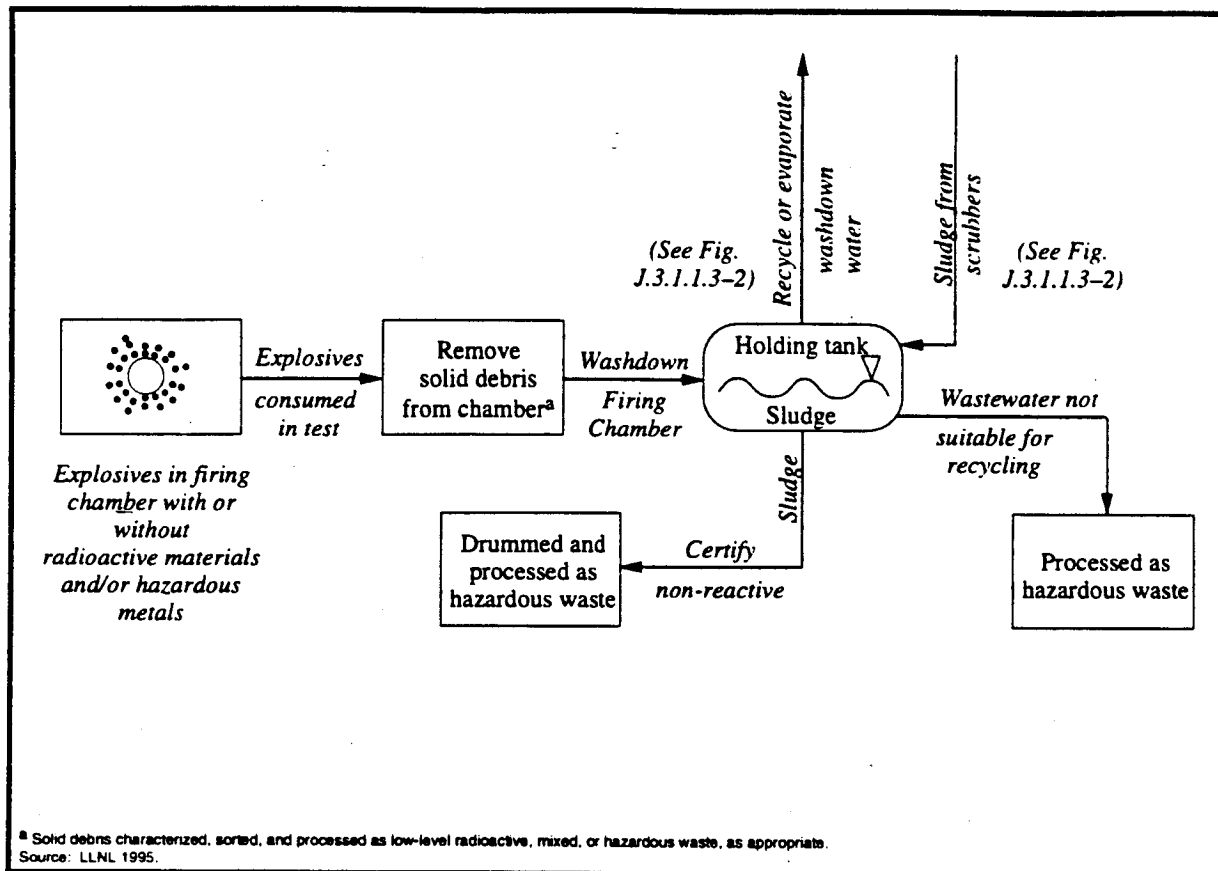 Recycle or evaporate
washdown
water
Sludge from
scrubbers
(See Fig.
J.3.1.1.3–2)
(See Fig.
J.3.1.1.3–2)
Explosives
consumed
in test
Remove
solid debris
from chamberᵃ
Washdown
Firing
Chamber
Holding tank
Sludge
Wastewater not
suitable for
recycling
Explosives in firing
chamber with or
without
radioactive materials
and/or hazardous
metals
Sludge
Certify
non-reactive
Drummed and
processed as
hazardous waste
Processed as
hazardous waste
ᵃ Solid debris characterized, sorted, and processed as low-level radioactive, mixed, or hazardous waste, as appropriate.
Source: LLNL 1995.